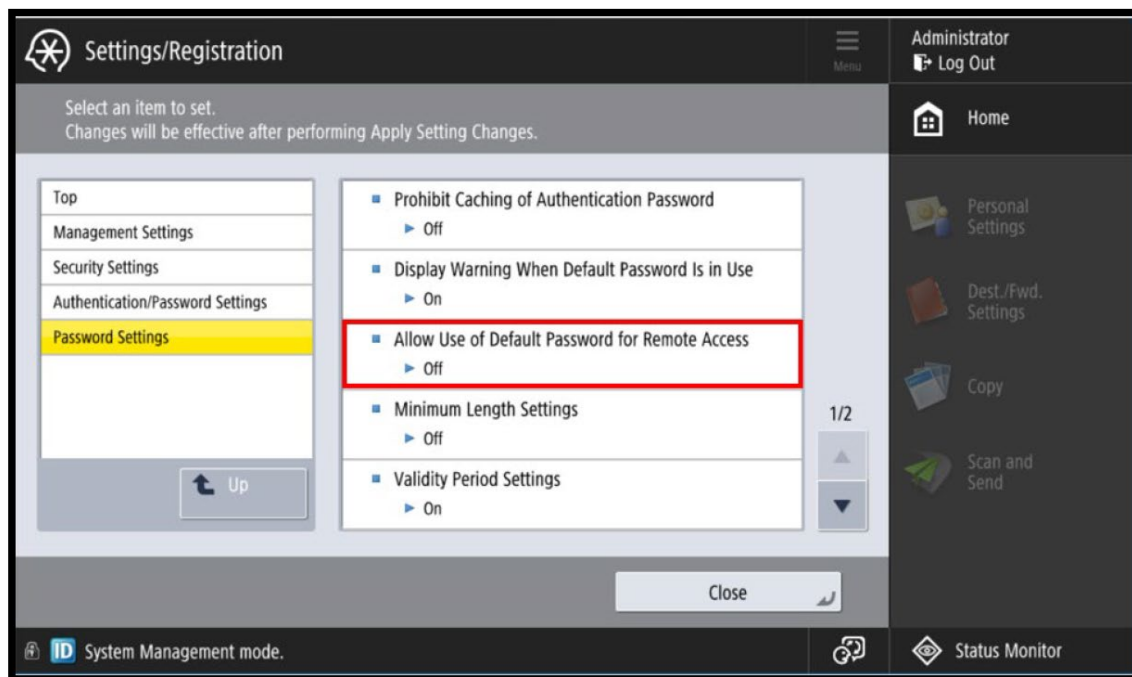 Settings/Registration
Menu
Administrator
Log Out
Select an item to set.
Changes will be effective after performing Apply Setting Changes.
Home
Top
Management Settings
Security Settings
Authentication/Password Settings
Password Settings
Up
Prohibit Caching of Authentication Password
Off
Display Warning When Default Password Is in Use
On
Allow Use of Default Password for Remote Access
Off
Minimum Length Settings
Off
Validity Period Settings
On
1/2
Personal
Settings
Dest./Fwd.
Settings
Copy
Scan and
Send
Close
ID System Management mode.
Status Monitor